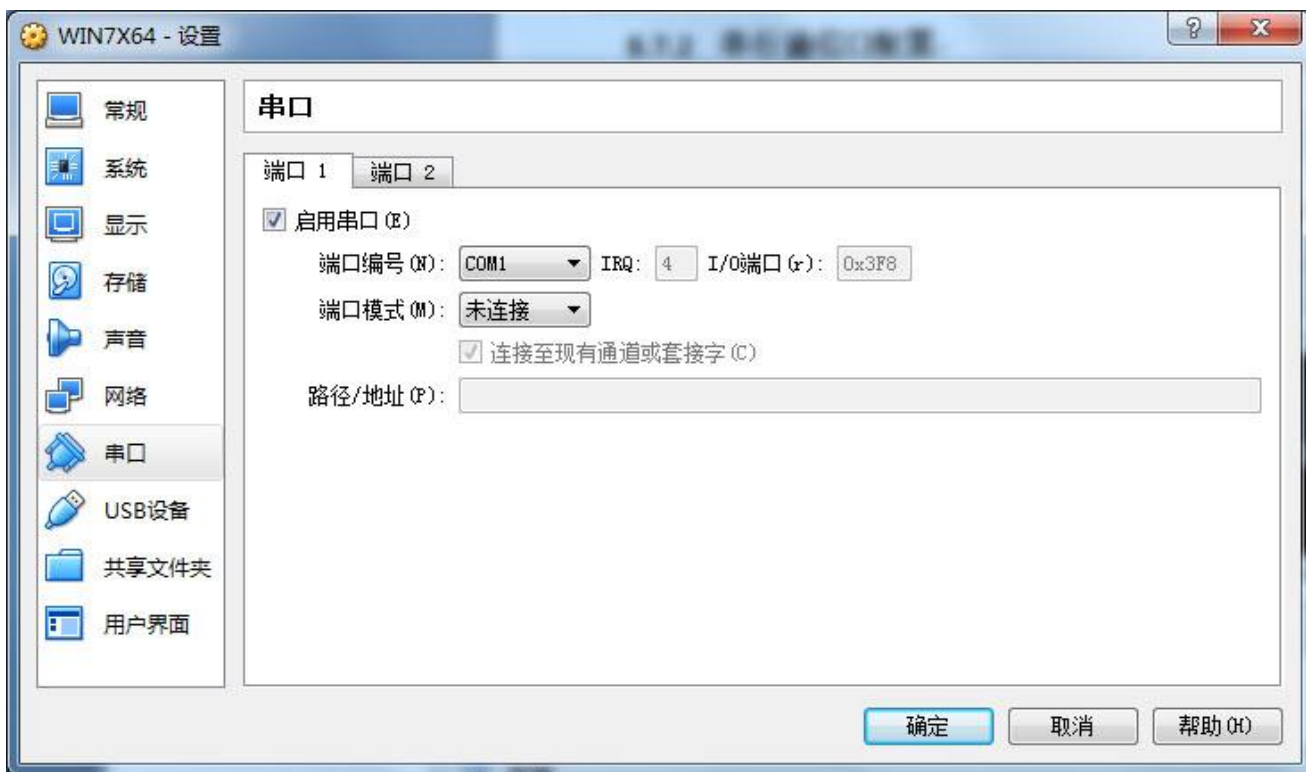 WIN7X64 - 设置
常规
系统
显示
存储
声音
网络
串口
USB设备
共享文件夹
用户界面
串口
端口 1 端口 2
启用串口(E)
端口编号(N): COM1 IRQ: 4 I/O端口(r): 0x3F8
端口模式(M): 未连接
连接至现有通道或套接字(C)
路径/地址(P):
确定 取消 帮助(H)